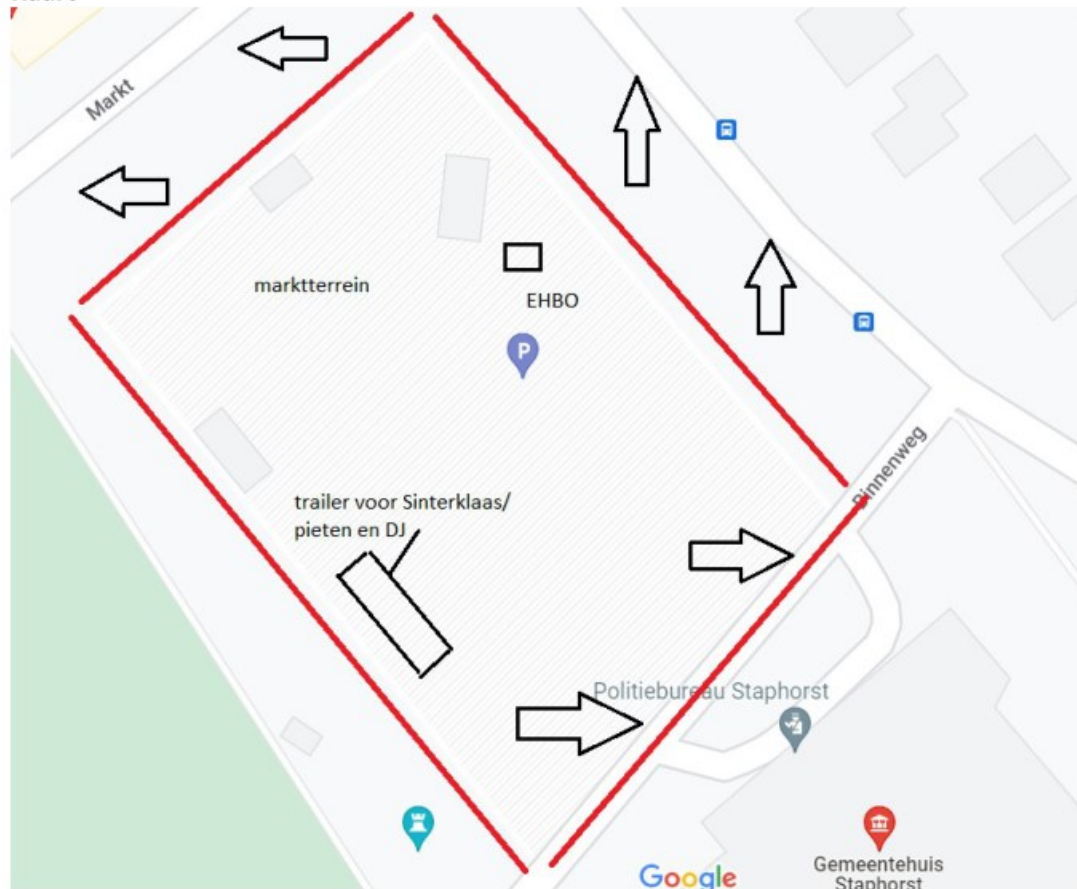 Markt
marktterrein
EHBO
P
Binnenweg
trailer voor Sinterklaas/
pieten en DJ
Politiebureau Staphorst
Google
Gemeentehuis
Staphorst